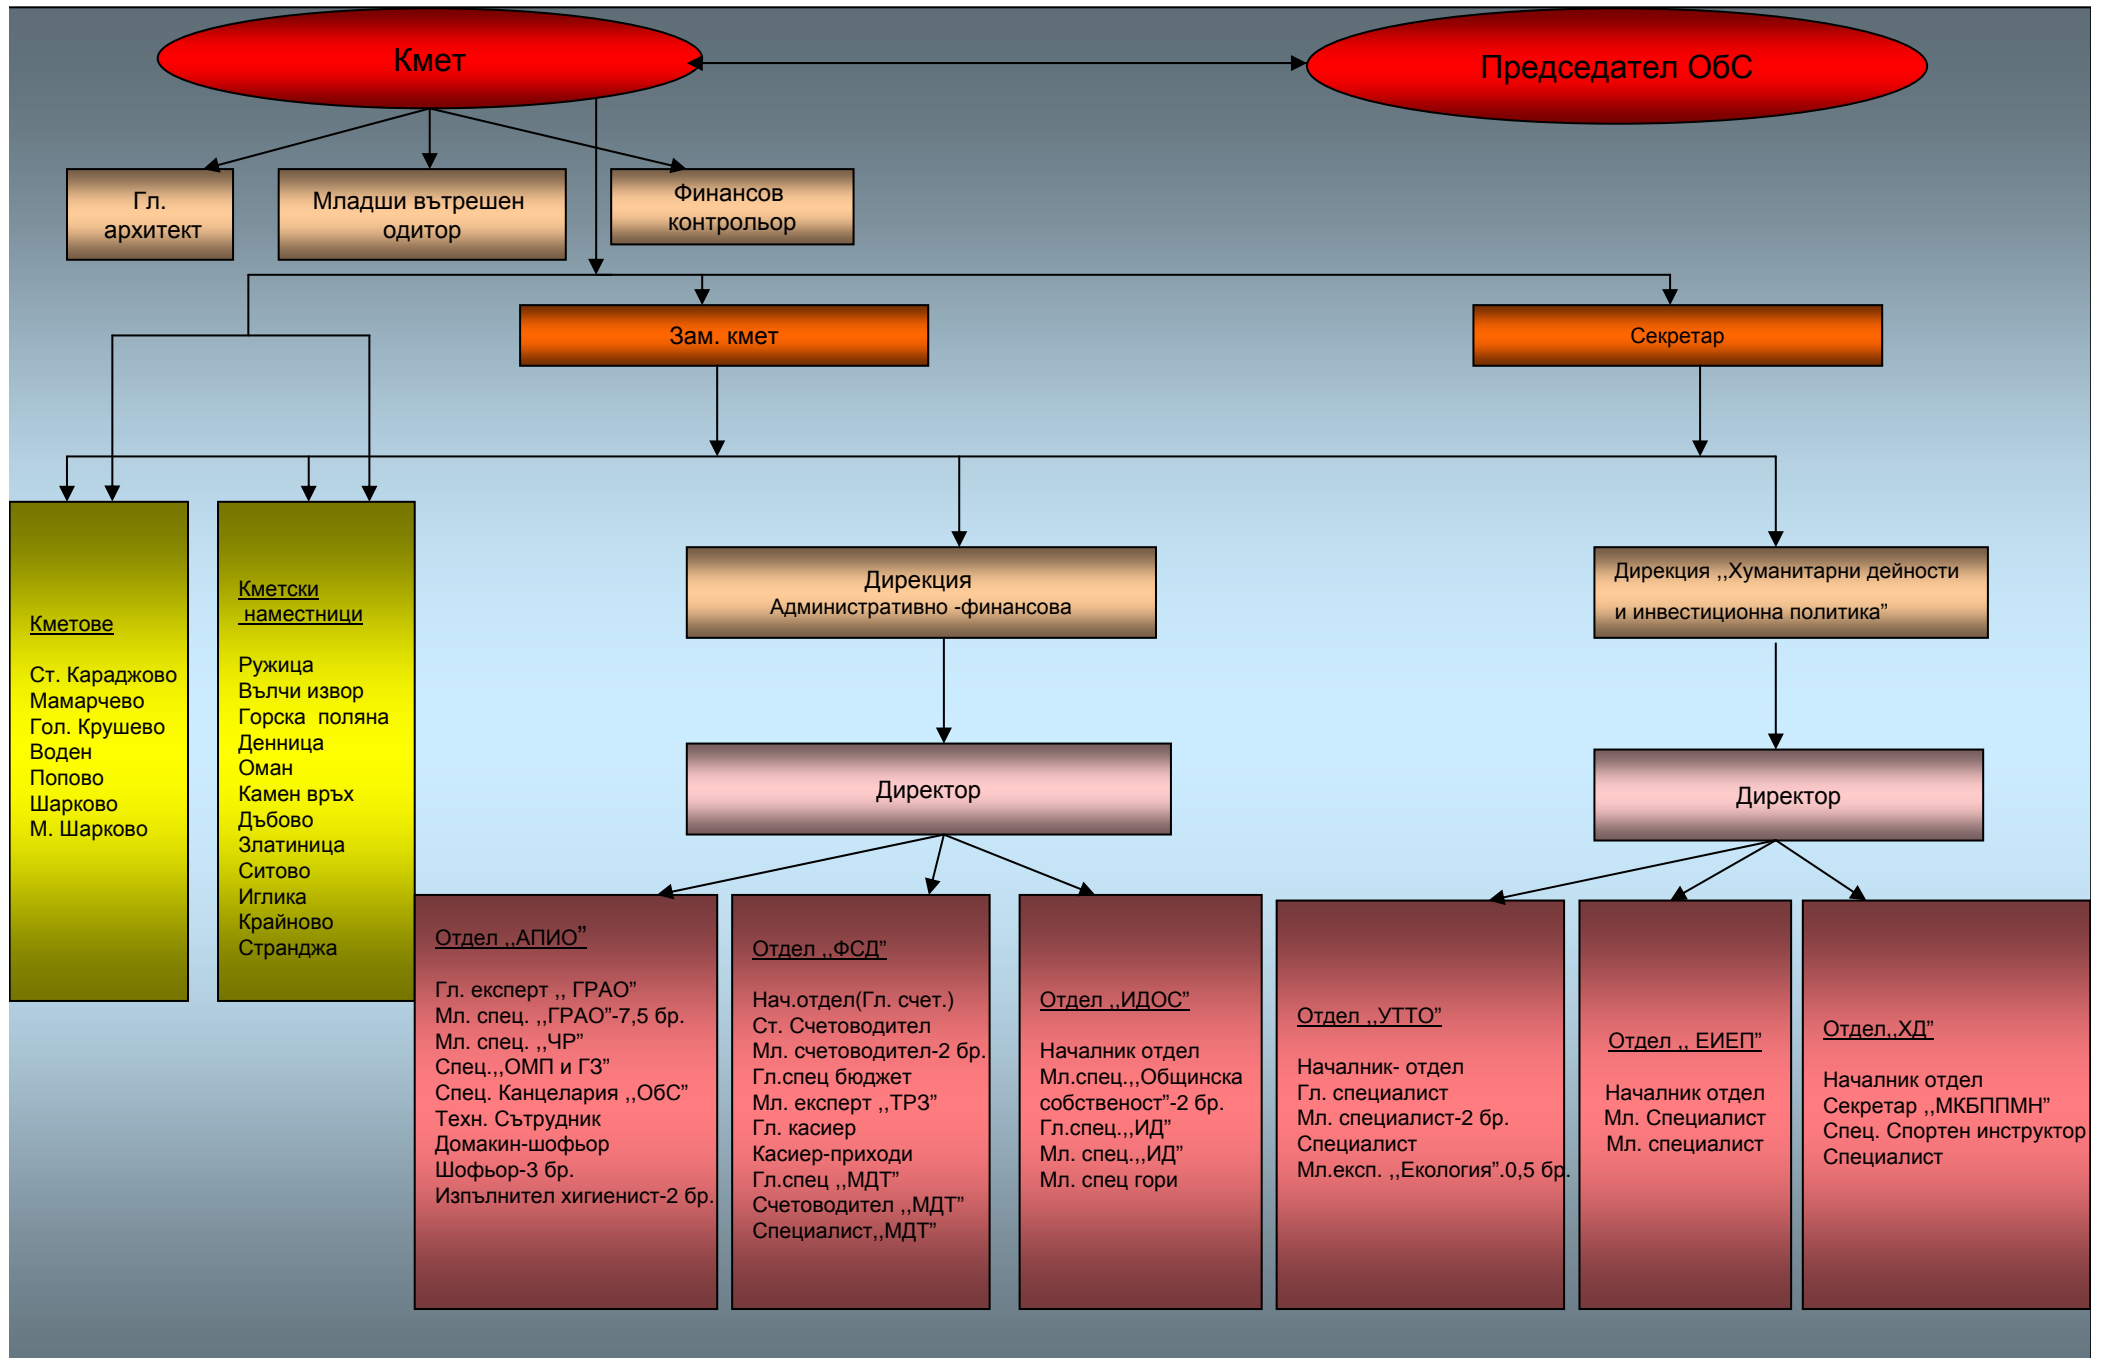 Кмет
Председател ОбС
Гл.
архитект
Младши вътрешен
одитор
Финансов
контрольор
Зам. кмет
Секретар
Кметове
Ст. Караджово
Мамарчево
Гол. Крушево
Воден
Попово
Шарково
М. Шарково
Кметски
наместници
Ружица
Вълчи извор
Горска  поляна
Денница
Оман
Камен връх
Дъбово
Златиница
Ситово
Иглика
Крайново
Странджа
Дирекция
Административно -финансова
Дирекция ,,Хуманитарни дейности
и инвестиционна политика”
Директор
Директор
Отдел ,,АПИО”
Гл. експерт ,, ГРАО”
Мл. спец. ,,ГРАО”-7,5 бр.
Мл. спец. ,,ЧР”
Спец.,,ОМП и ГЗ”
Спец. Канцелария ,,ОбС”
Техн. Сътрудник
Домакин-шофьор
Шофьор-3 бр.
Изпълнител хигиенист-2 бр.
Отдел ,,ФСД”
Нач.отдел(Гл. счет.)
Ст. Счетоводител
Мл. счетоводител-2 бр.
Гл.спец бюджет
Мл. експерт ,,ТРЗ”
Гл. касиер
Касиер-приходи
Гл.спец ,,МДТ”
Счетоводител ,,МДТ”
Специалист,,МДТ”
Отдел ,,ИДОС”
Началник отдел
Мл.спец.,,Общинска
собственост”-2 бр.
Гл.спец.,,ИД”
Мл. спец.,,ИД”
Мл. спец гори
Отдел ,,УТТО”
Началник- отдел
Гл. специалист
Мл. специалист-2 бр.
Специалист
Мл.експ. ,,Екология”.0,5 бр.
Отдел ,, ЕИЕП”
Началник отдел
Мл. Специалист
Мл. специалист
Отдел,,ХД”
Началник отдел
Секретар ,,МКБППМН”
Спец. Спортен инструктор
Специалист